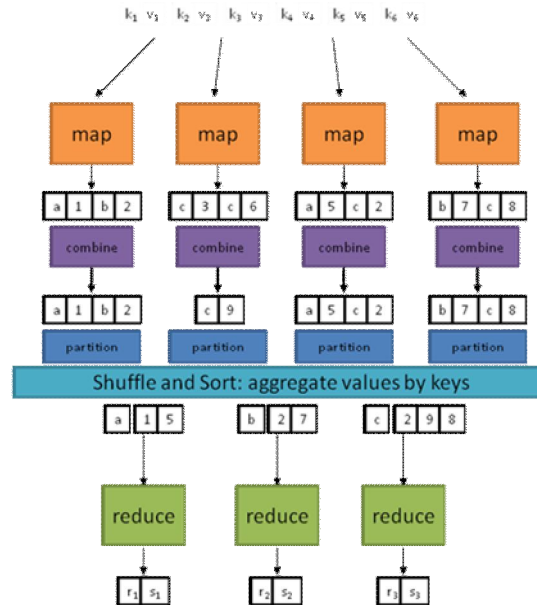 k₁ v₁ k₂ v₂ k₃ v₃ k₄ v₄ k₅ v₅ k₆ v₆
map map map map
a 1 b 2 c 3 c 6 a 5 c 2 b 7 c 8
combine combine combine combine
a 1 b 2 c 9 a 5 c 2 b 7 c 8
partition partition partition partition
Shuffle and Sort: aggregate values by keys
a 1 5 b 2 7 c 2 9 8
reduce reduce reduce
r₁ s₁ r₂ s₂ r₃ s₃